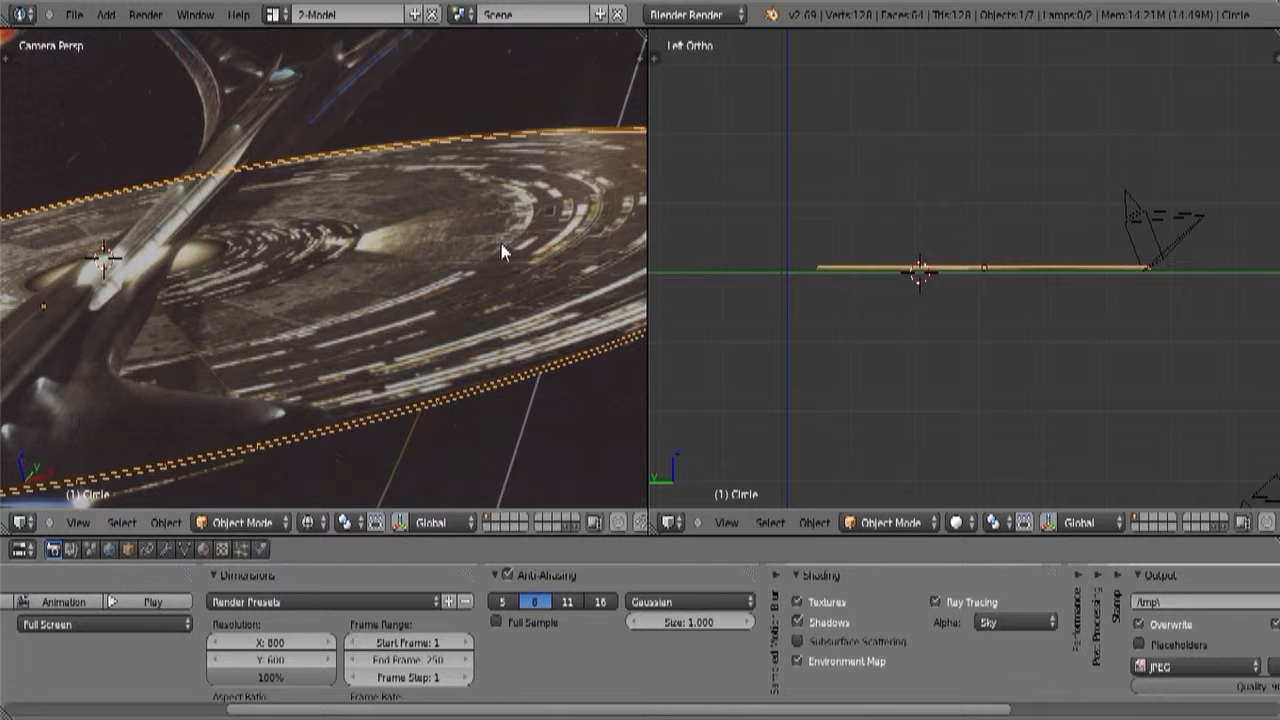 File Add Render Window Help 2-Model Scene Blender Render v2.69 | Verts:128 | Faces:64 | Tris:128 | Objects:1/7 | Lamps:0/2 | Mem:14.21M (14.49M) | Circle
Camera Persp
Left Ortho
(1) Circle
(1) Circle
View Select Object Object Mode Global
View Select Object Object Mode Global
Dimensions
Anti-Aliasing
Shading
Output
Animation Play
Render Presets
5 8 11 16 Gaussian
Textures Ray Tracing
/tmp\
Full Screen
Resolution: Frame Range:
Full Sample Size: 1.000
Shadows Alpha: Sky
Overwrite
X: 800 Start Frame: 1
Subsurface Scattering
Placeholders
Y: 600 End Frame: 250
Environment Map
JPEG
100% Frame Step: 1
Quality: 9
Aspect Ratio: Frame Rate:
Sampled Motion Blur
Performance
Post Processing
Stamp